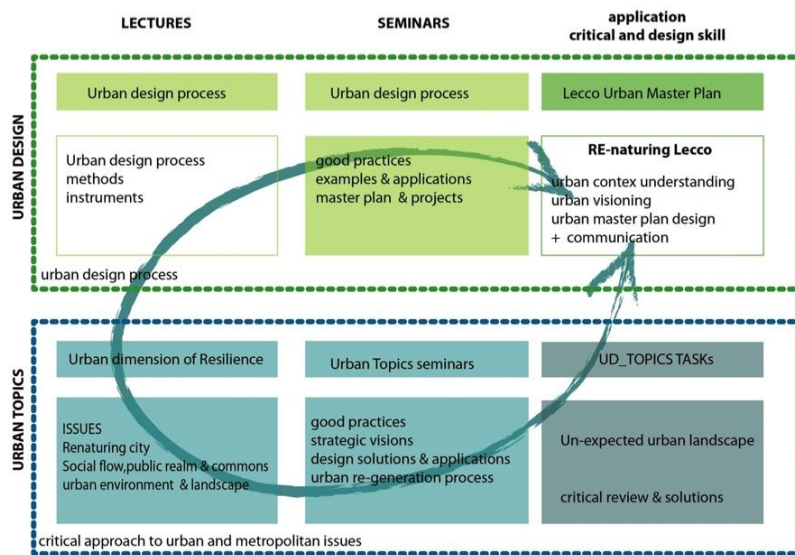 LECTURES
SEMINARS
application
critical and design skill
URBAN DESIGN
Urban design process
Urban design process
Lecco Urban Master Plan
Urban design process
methods
instruments
good practices
examples & applications
master plan & projects
RE-naturing Lecco
urban contex understanding
urban visioning
urban master plan design
+ communication
urban design process
URBAN TOPICS
Urban dimension of Resilience
Urban Topics seminars
UD_TOPICS TASKs
ISSUES
Renaturing city
Social flow,public realm & commons
urban environment & landscape
good practices
strategic visions
design solutions & applications
urban re-generation process
Un-expected urban landscape
critical review & solutions
critical approach to urban and metropolitan issues